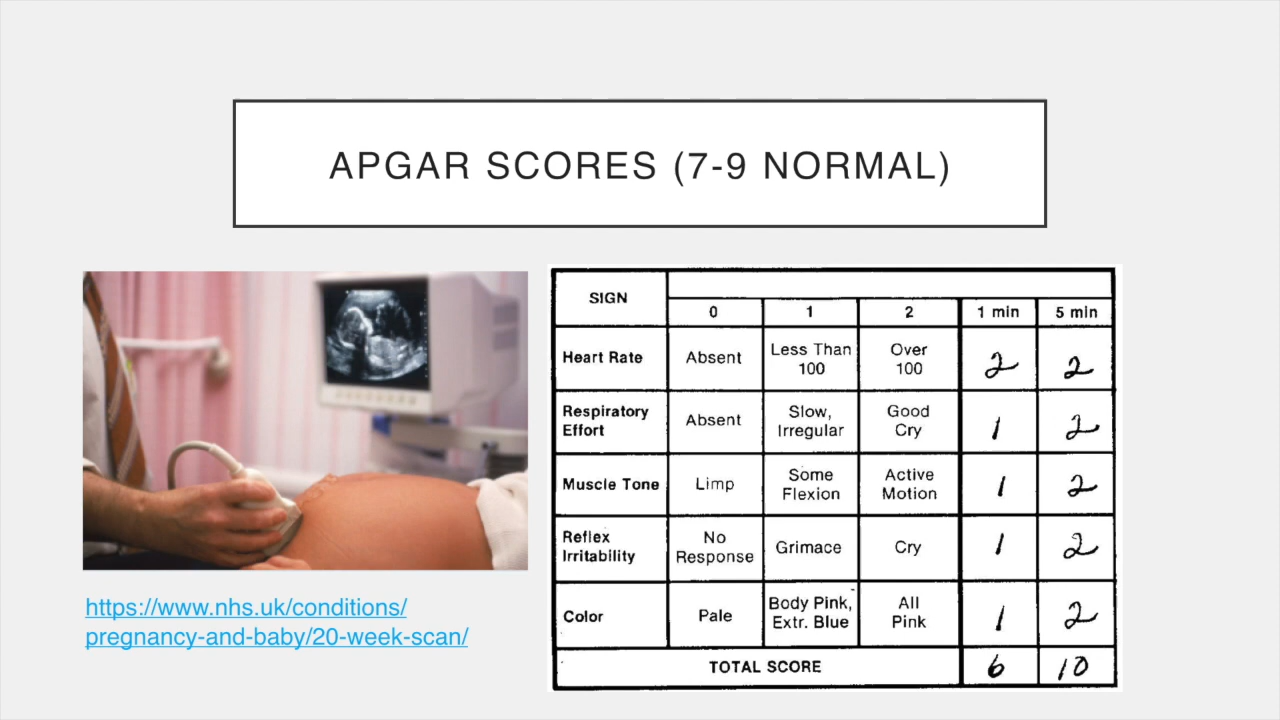 APGAR SCORES (7-9 NORMAL)
https://www.nhs.uk/conditions/
pregnancy-and-baby/20-week-scan/
SIGN
0 1 2 1 min 5 min
Heart Rate Absent Less Than 100 Over 100 2 2
Respiratory Effort Absent Slow, Irregular Good Cry 1 2
Muscle Tone Limp Some Flexion Active Motion 1 2
Reflex Irritability No Response Grimace Cry 1 2
Color Pale Body Pink, Extr. Blue All Pink 1 2
TOTAL SCORE 6 10